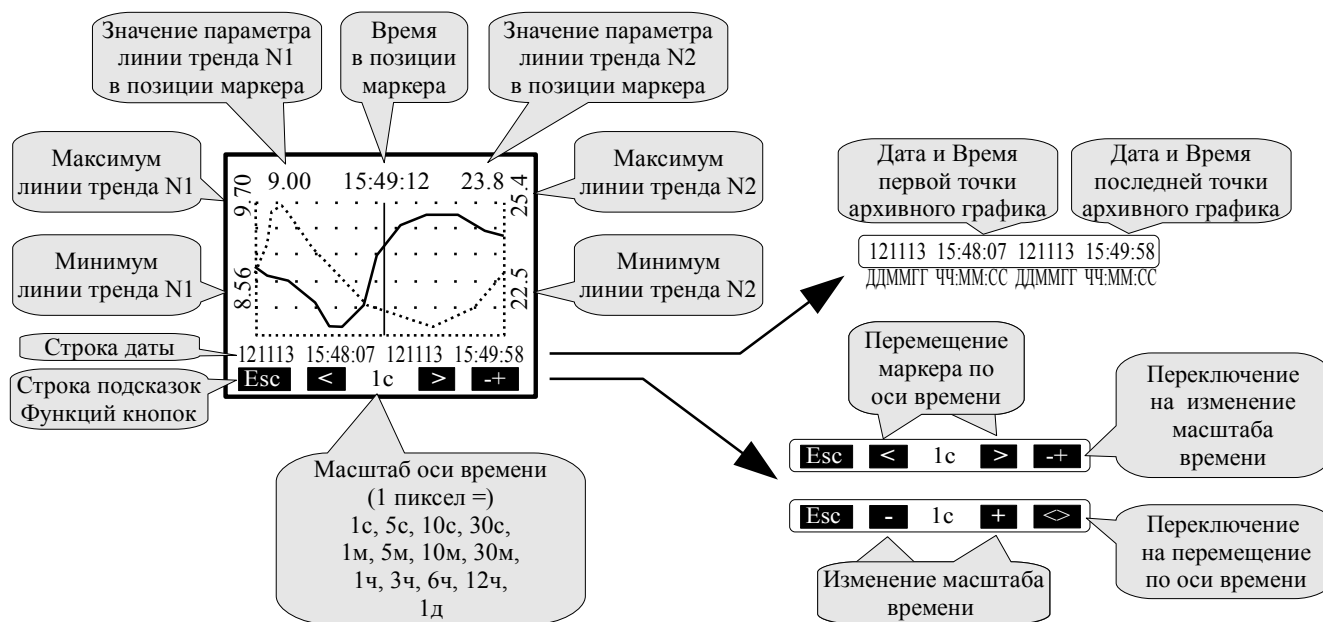 Значение параметра
линии тренда N1
в позиции маркера
Время
в позиции
маркера
Значение параметра
линии тренда N2
в позиции маркера
Максимум
линии тренда N1
Минимум
линии тренда N1
Строка даты
Строка подсказок
Функций кнопок
9.70
8.56
9.00 15:49:12 23.8
25.4
22.5
121113 15:48:07 121113 15:49:58
Esc < 1с > -+
Максимум
линии тренда N2
Минимум
линии тренда N2
Масштаб оси времени
(1 пиксел =)
1с, 5с, 10с, 30с,
1м, 5м, 10м, 30м,
1ч, 3ч, 6ч, 12ч,
1д
Дата и Время
первой точки
архивного графика
Дата и Время
последней точки
архивного графика
121113 15:48:07 121113 15:49:58
ДДММГГ ЧЧ:ММ:СС ДДММГГ ЧЧ:ММ:СС
Перемещение
маркера по
оси времени
Переключение
на изменение
масштаба
времени
Esc < 1с > -+
Esc - 1с + <>
Изменение масштаба
времени
Переключение
на перемещение
по оси времени